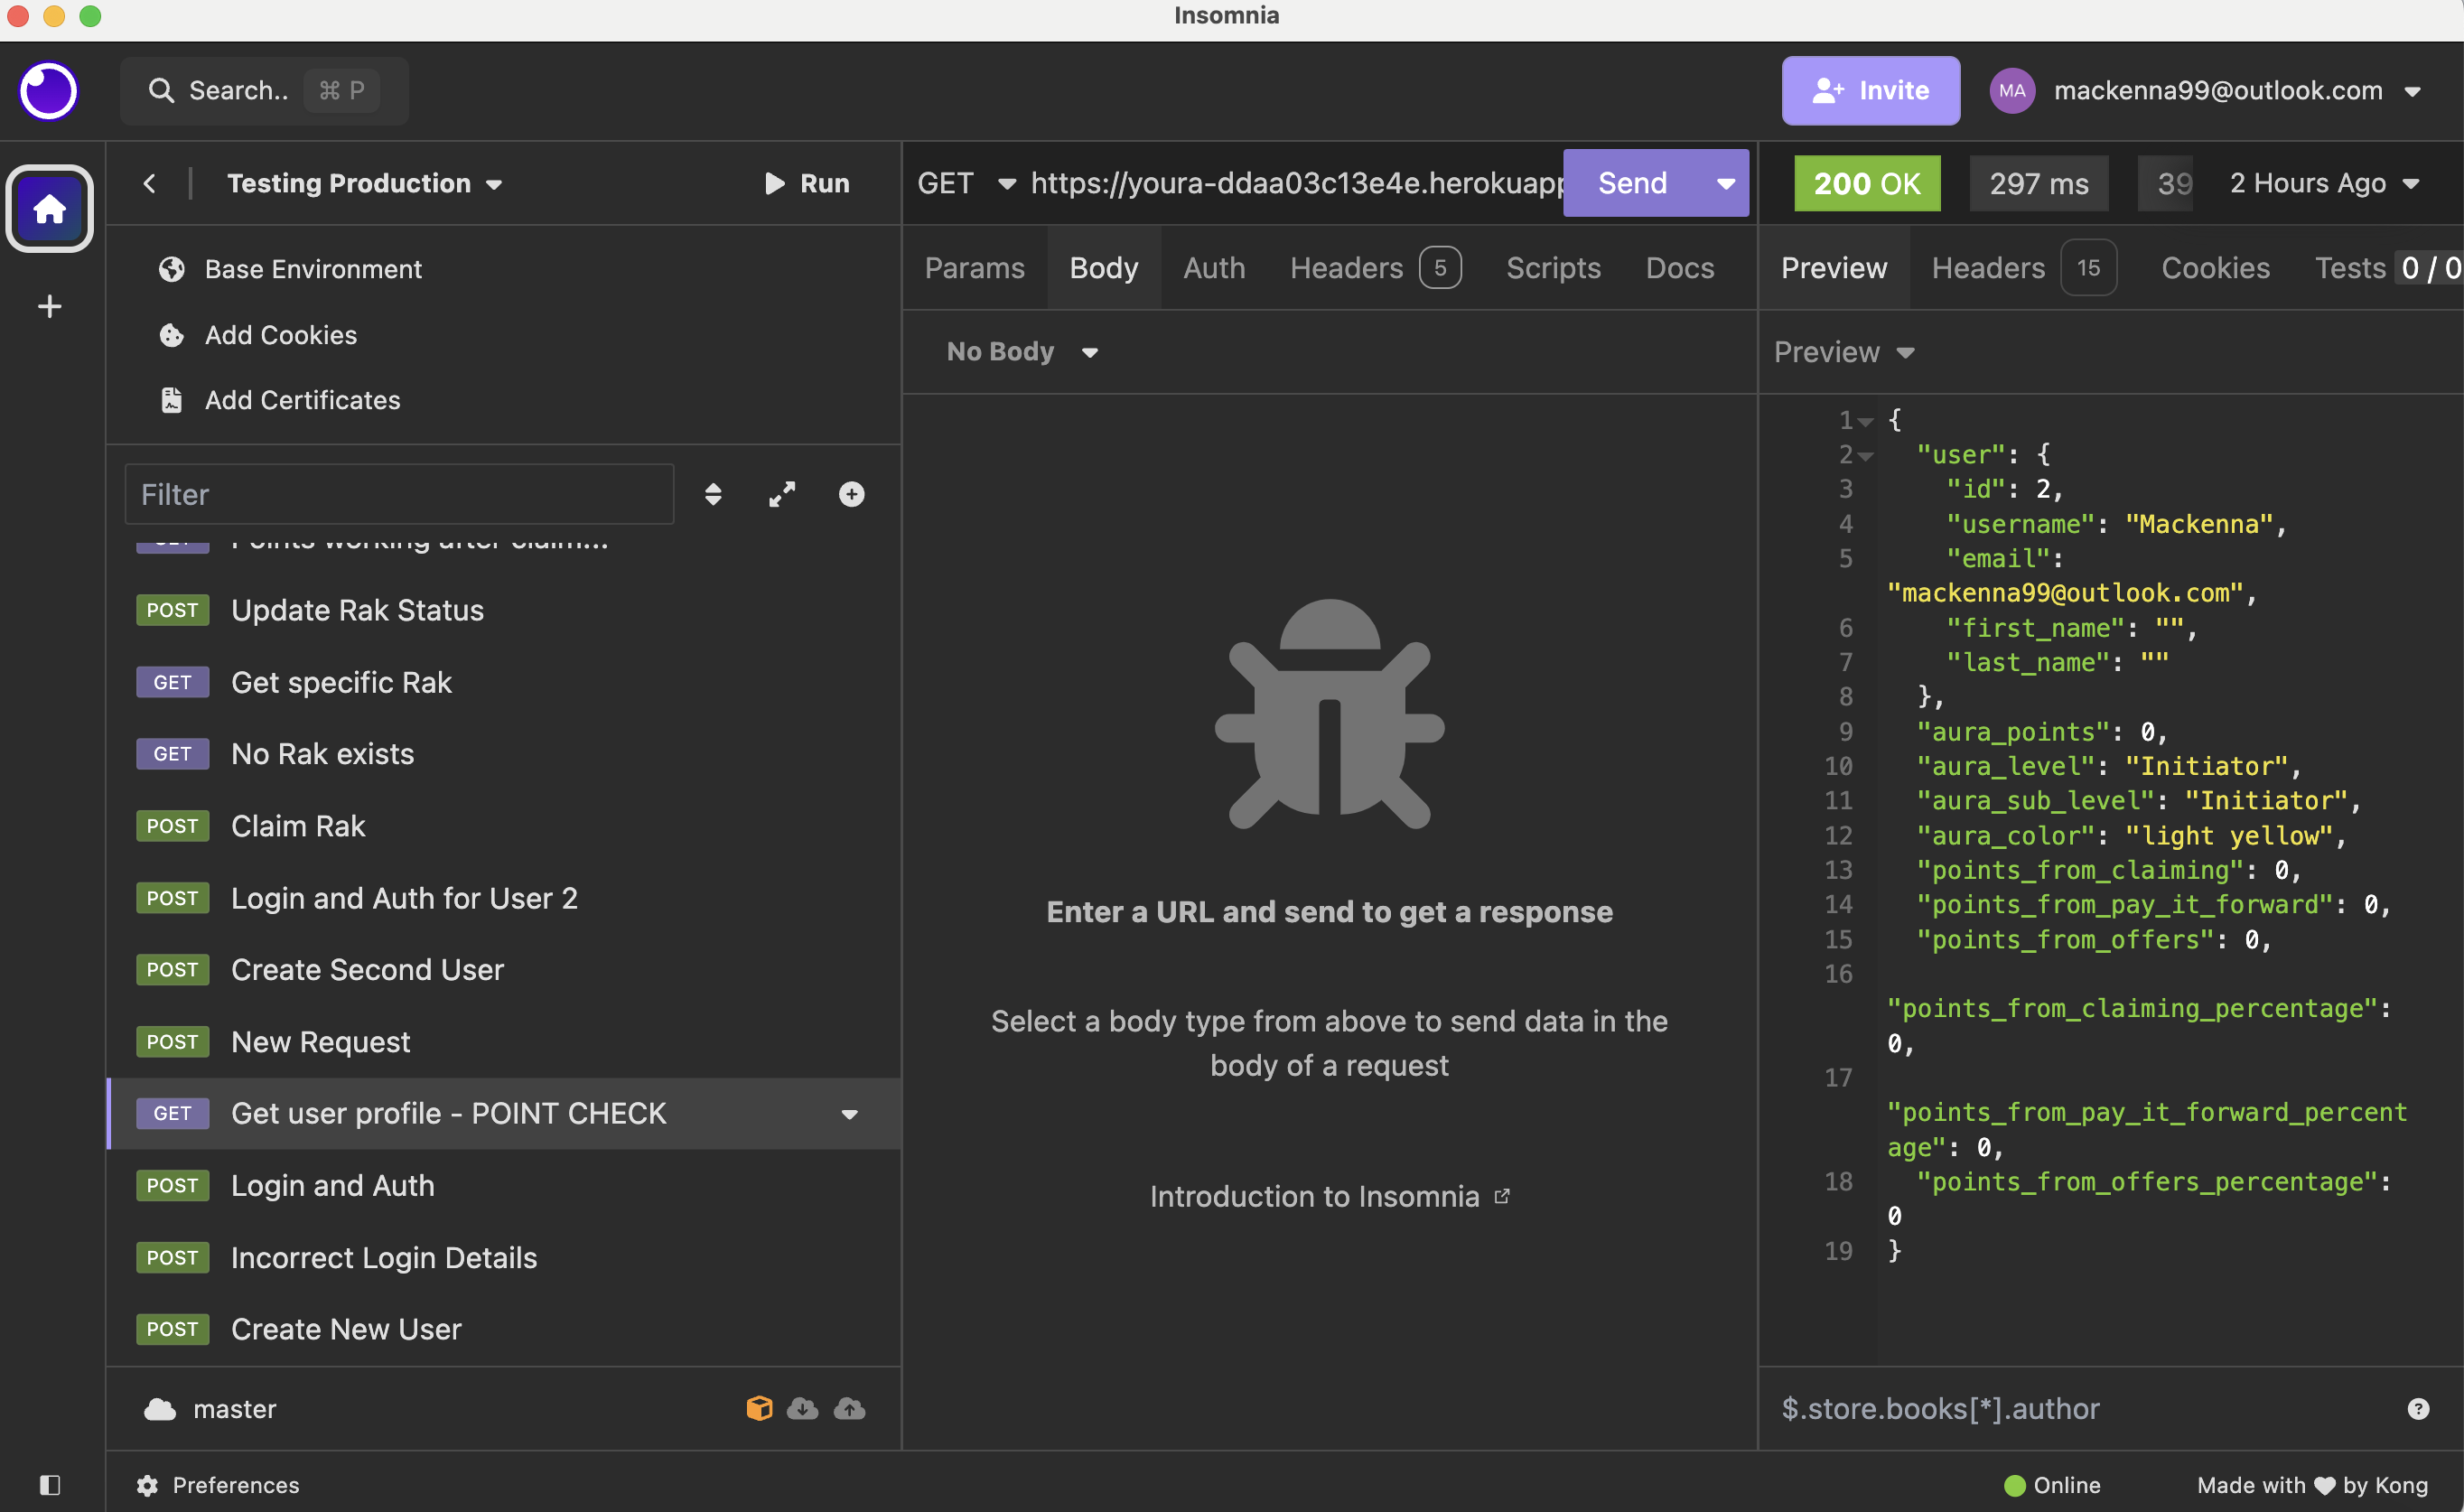 Insomnia
Search.. ⌘ P
Invite
MA mackenna99@outlook.com
Testing Production
Run
Base Environment
Add Cookies
Add Certificates
Filter
Points working after claim...
POST Update Rak Status
GET Get specific Rak
GET No Rak exists
POST Claim Rak
POST Login and Auth for User 2
POST Create Second User
POST New Request
GET Get user profile - POINT CHECK
POST Login and Auth
POST Incorrect Login Details
POST Create New User
master
Preferences
GET https://youra-ddaa03c13e4e.herokuapp Send
Params Body Auth Headers 5 Scripts Docs
No Body
Enter a URL and send to get a response
Select a body type from above to send data in the
body of a request
Introduction to Insomnia
200 OK 297 ms 39 2 Hours Ago
Preview Headers 15 Cookies Tests 0 / 0
Preview
1 {
2 "user": {
3 "id": 2,
4 "username": "Mackenna",
5 "email":
"mackenna99@outlook.com",
6 "first_name": "",
7 "last_name": ""
8 },
9 "aura_points": 0,
10 "aura_level": "Initiator",
11 "aura_sub_level": "Initiator",
12 "aura_color": "light yellow",
13 "points_from_claiming": 0,
14 "points_from_pay_it_forward": 0,
15 "points_from_offers": 0,
16
"points_from_claiming_percentage":
0,
17
"points_from_pay_it_forward_percent
age": 0,
18 "points_from_offers_percentage":
0
19 }
$.store.books[*].author
Online
Made with ♥ by Kong